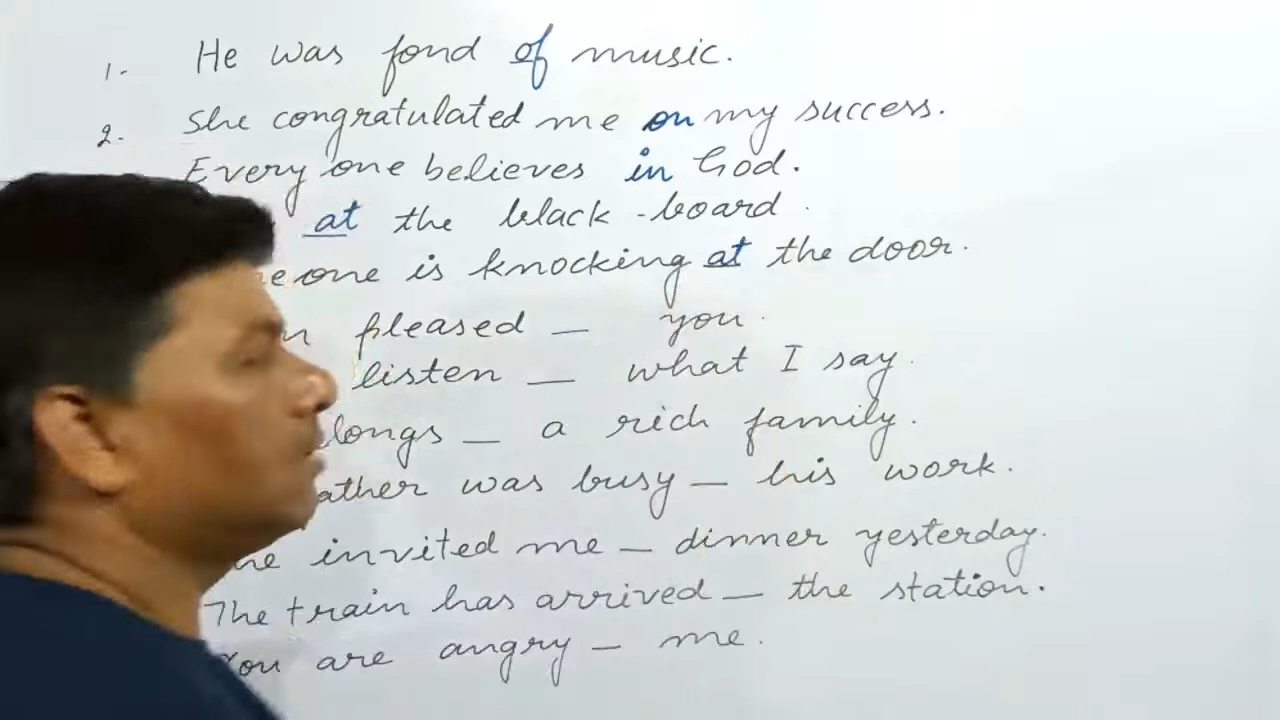 1. He was fond of music.
2. She congratulated me on my success.
Every one believes in God.
at the black-board.
one is knocking at the door.
pleased _ you.
listen _ what I say.
longs _ a rich family.
ather was busy _ his work.
he invited me _ dinner yesterday.
The train has arrived _ the station.
You are angry _ me.